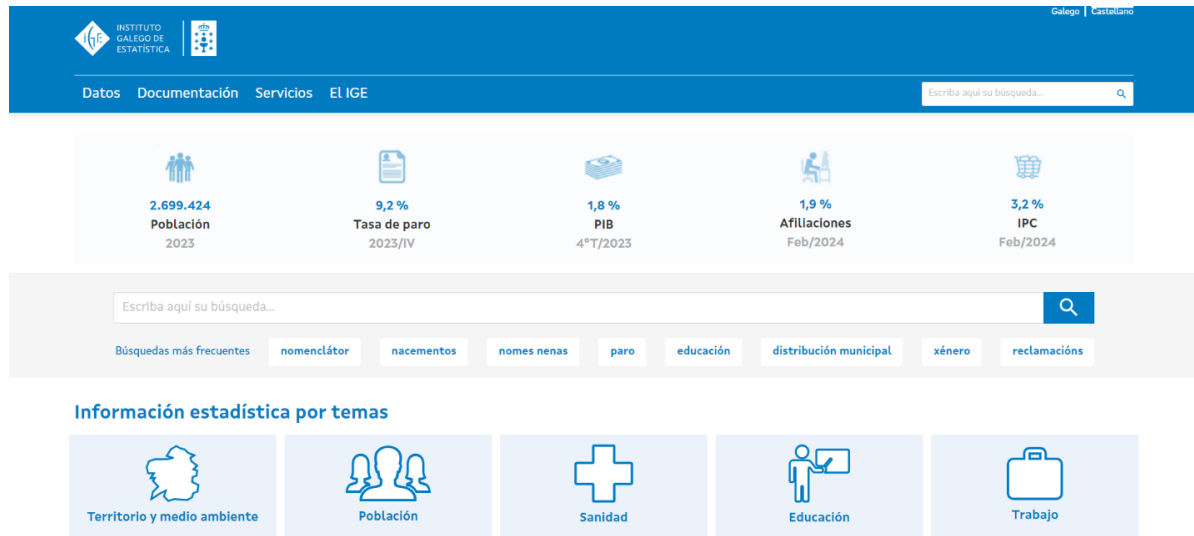 Galego | Castellano
INSTITUTO
GALEGO DE
ESTATÍSTICA
IGE
Datos Documentación Servicios El IGE
Escriba aquí su búsqueda...
2.699.424
Población
2023
9,2 %
Tasa de paro
2023/IV
1,8 %
PIB
4ºT/2023
1,9 %
Afiliaciones
Feb/2024
3,2 %
IPC
Feb/2024
Escriba aquí su búsqueda...
Búsquedas más frecuentes nomenclátor nacementos nomes nenas paro educación distribución municipal xénero reclamacións
Información estadística por temas
Territorio y medio ambiente
Población
Sanidad
Educación
Trabajo